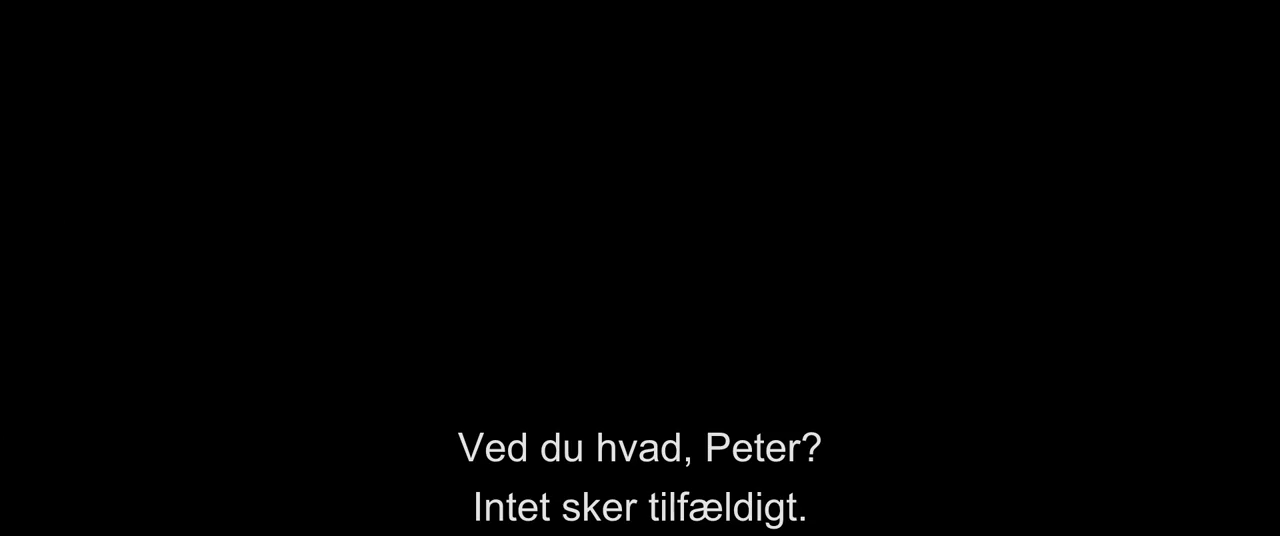 Ved du hvad, Peter?
Intet sker tilfældigt.